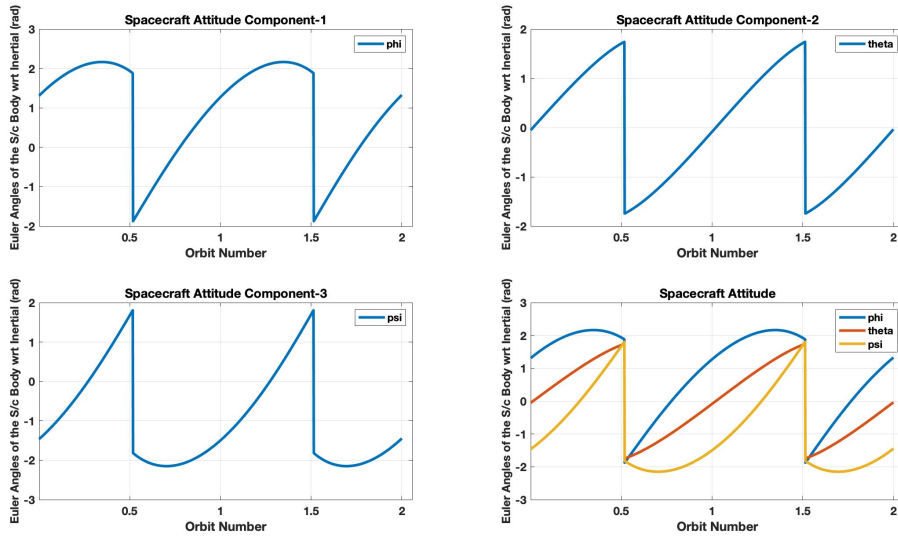 Spacecraft Attitude Component-1
Euler Angles of the S/c Body wrt Inertial (rad)
3
2
1
0
-1
-2
0.5
1
1.5
2
Orbit Number
phi
Spacecraft Attitude Component-2
Euler Angles of the S/c Body wrt Inertial (rad)
2
1
0
-1
-2
0.5
1
1.5
2
Orbit Number
theta
Spacecraft Attitude Component-3
Euler Angles of the S/c Body wrt Inertial (rad)
2
1
0
-1
-2
-3
0.5
1
1.5
2
Orbit Number
psi
Spacecraft Attitude
Euler Angles of the S/c Body wrt Inertial (rad)
3
2
1
0
-1
-2
-3
0.5
1
1.5
2
Orbit Number
phi
theta
psi